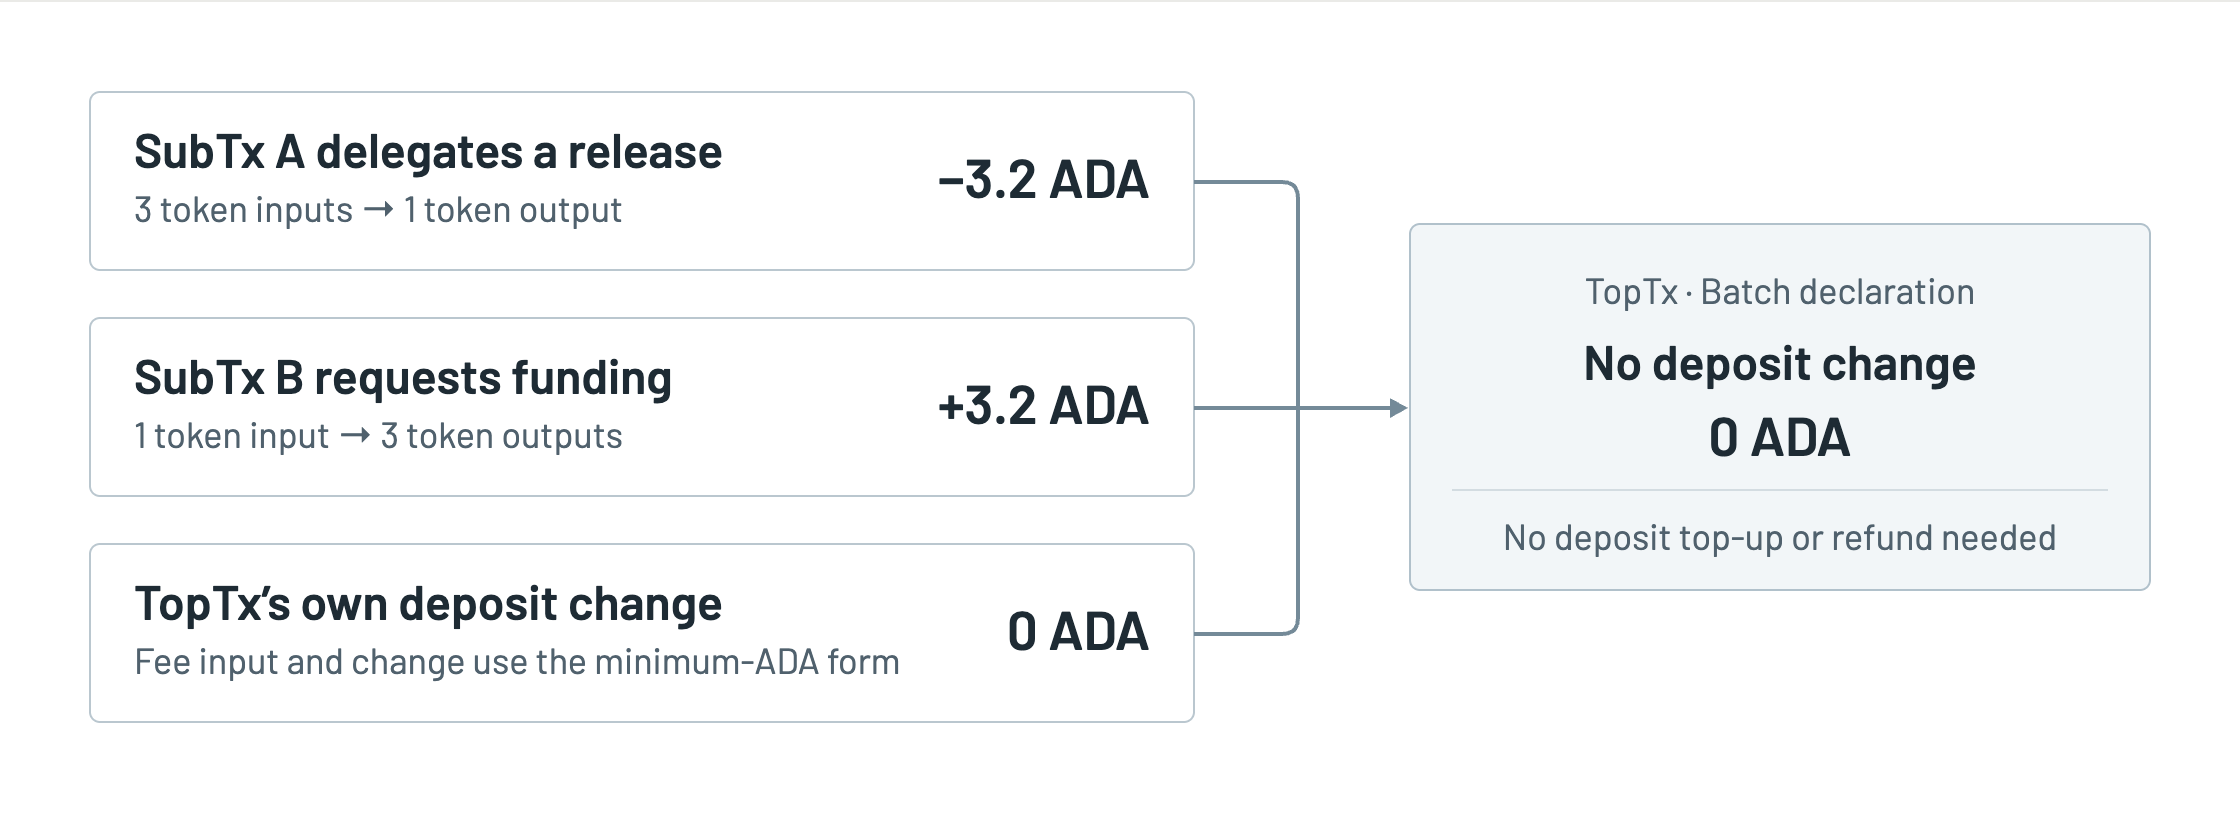 SubTx A delegates a release
3 token inputs → 1 token output
−3.2 ADA
SubTx B requests funding
1 token input → 3 token outputs
+3.2 ADA
TopTx’s own deposit change
Fee input and change use the minimum-ADA form
0 ADA
TopTx · Batch declaration
No deposit change
0 ADA
No deposit top-up or refund needed